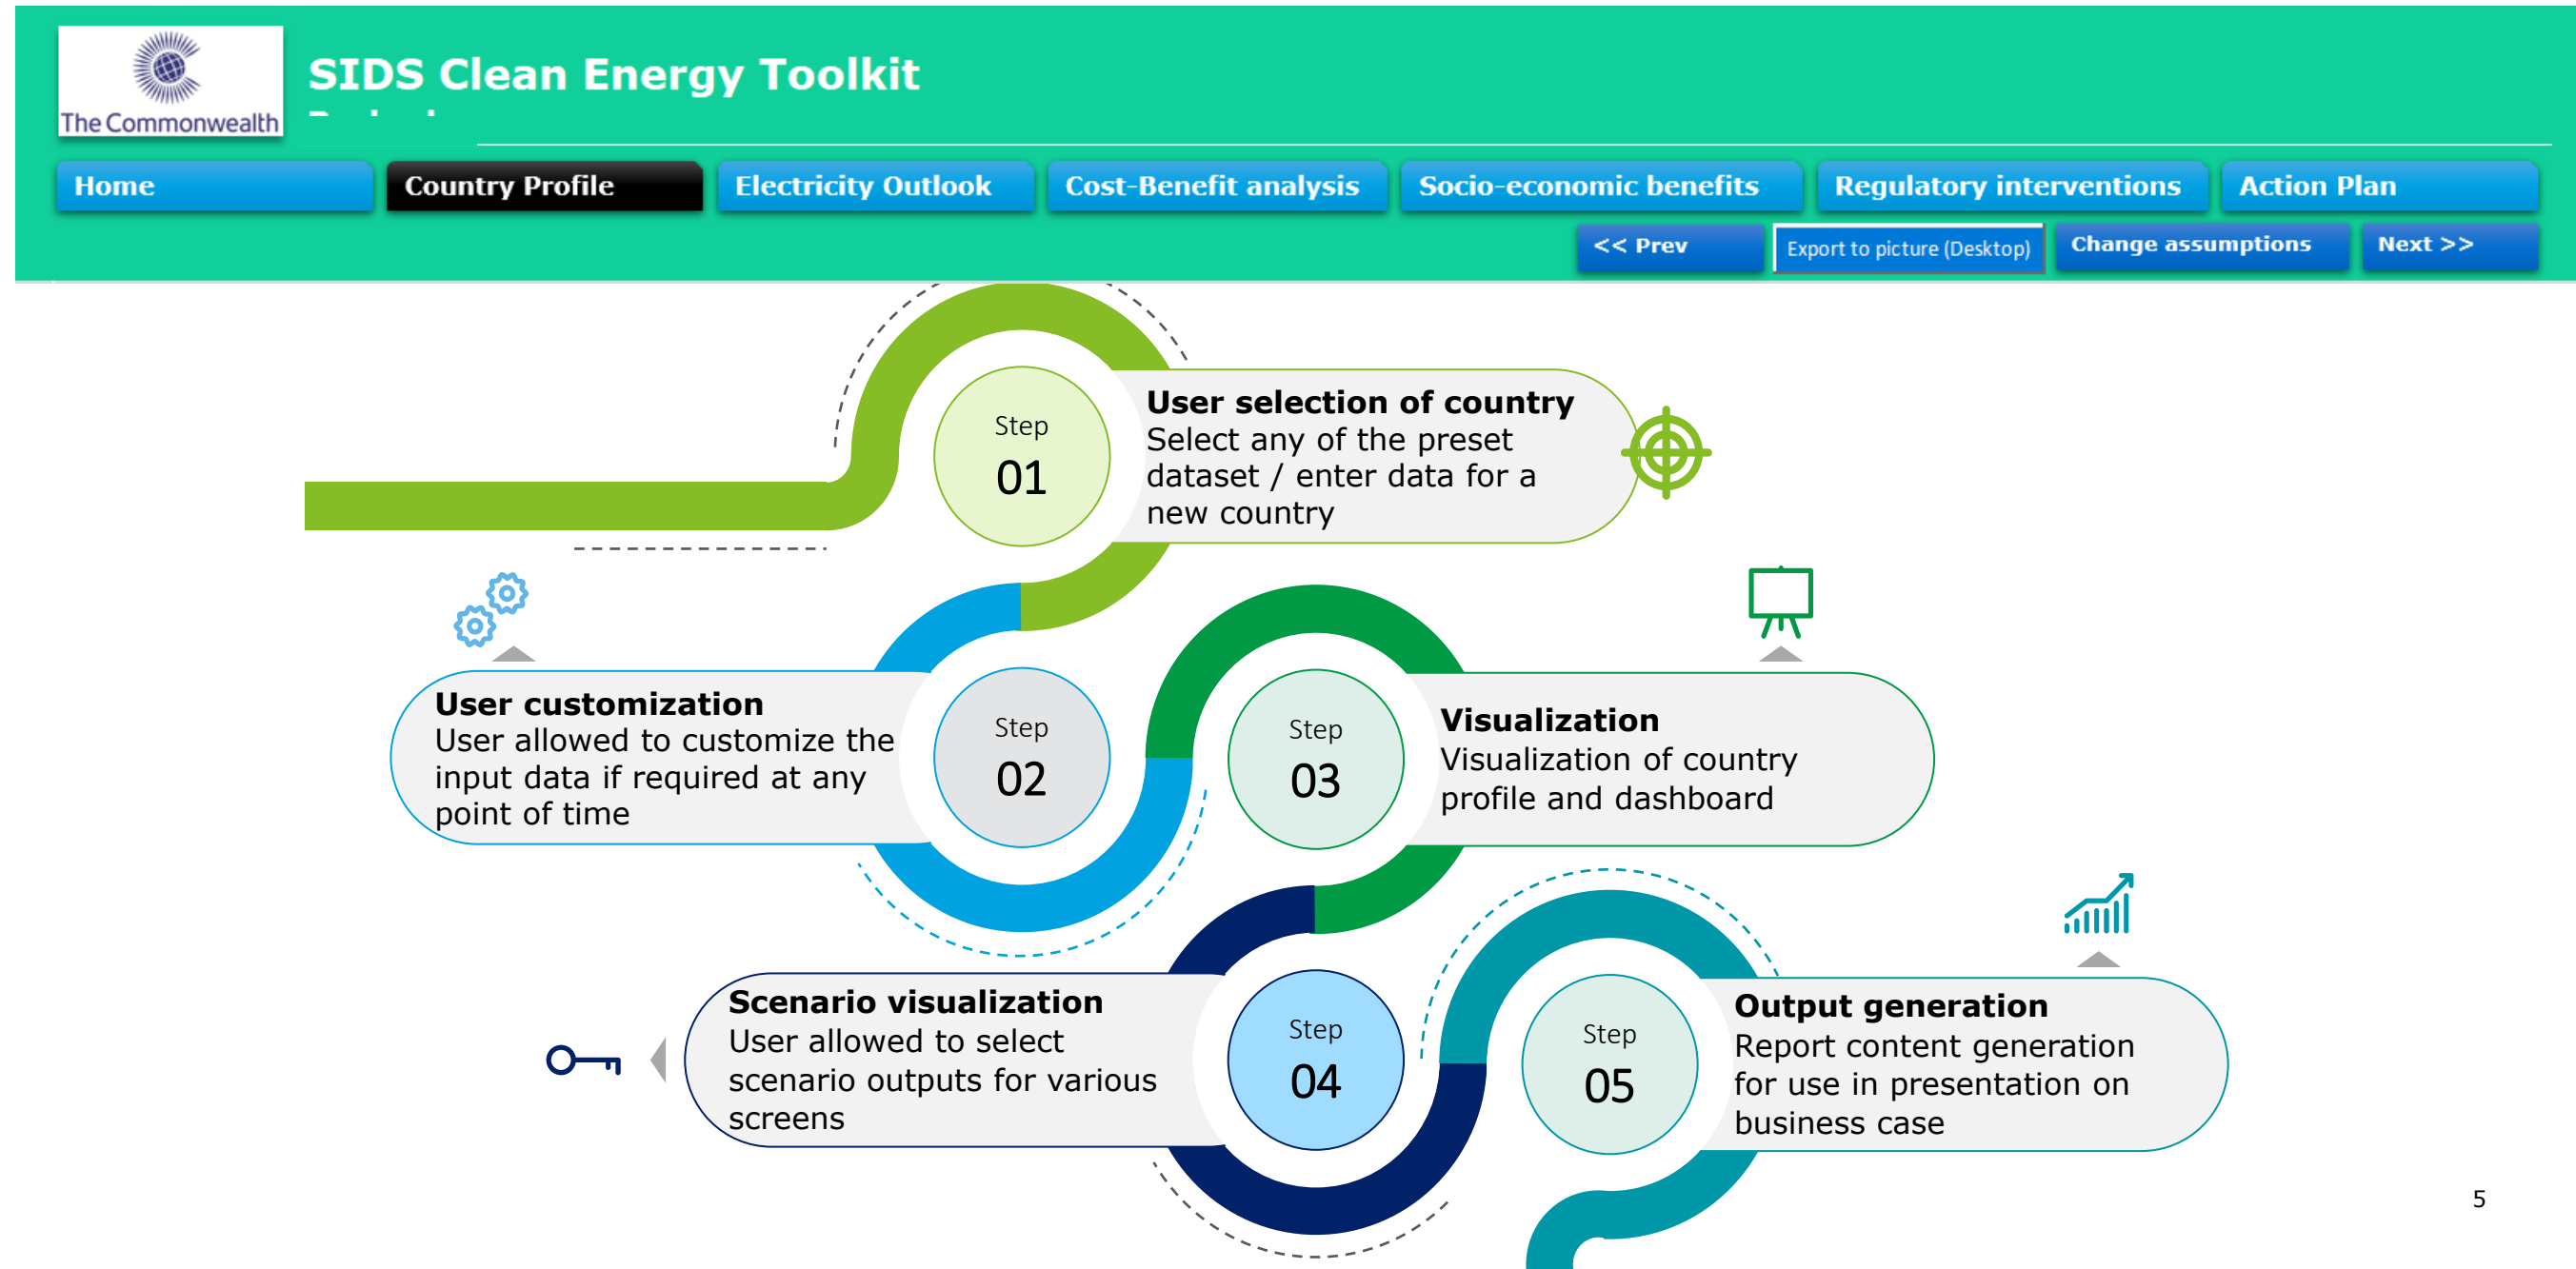 The Commonwealth
SIDS Clean Energy Toolkit
Home
Country Profile
Electricity Outlook
Cost-Benefit analysis
Socio-economic benefits
Regulatory interventions
Action Plan
<< Prev
Export to picture (Desktop)
Change assumptions
Next >>
Step
01
User selection of country
Select any of the preset
dataset / enter data for a
new country
User customization
User allowed to customize the
input data if required at any
point of time
Step
02
Step
03
Visualization
Visualization of country
profile and dashboard
Scenario visualization
User allowed to select
scenario outputs for various
screens
Step
04
Step
05
Output generation
Report content generation
for use in presentation on
business case
5